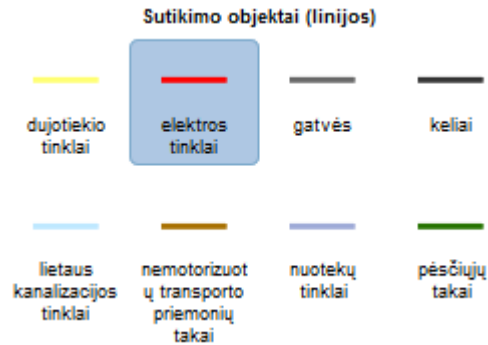 Sutikimo objektai (linijos)
dujotiekio
tinklai
elektros
tinklai
gatvės
keliai
lietaus
kanalizacijos
tinklai
nemotorizuot
ų transporto
priemonių
takai
nuotekų
tinklai
pėsčiųjų
takai